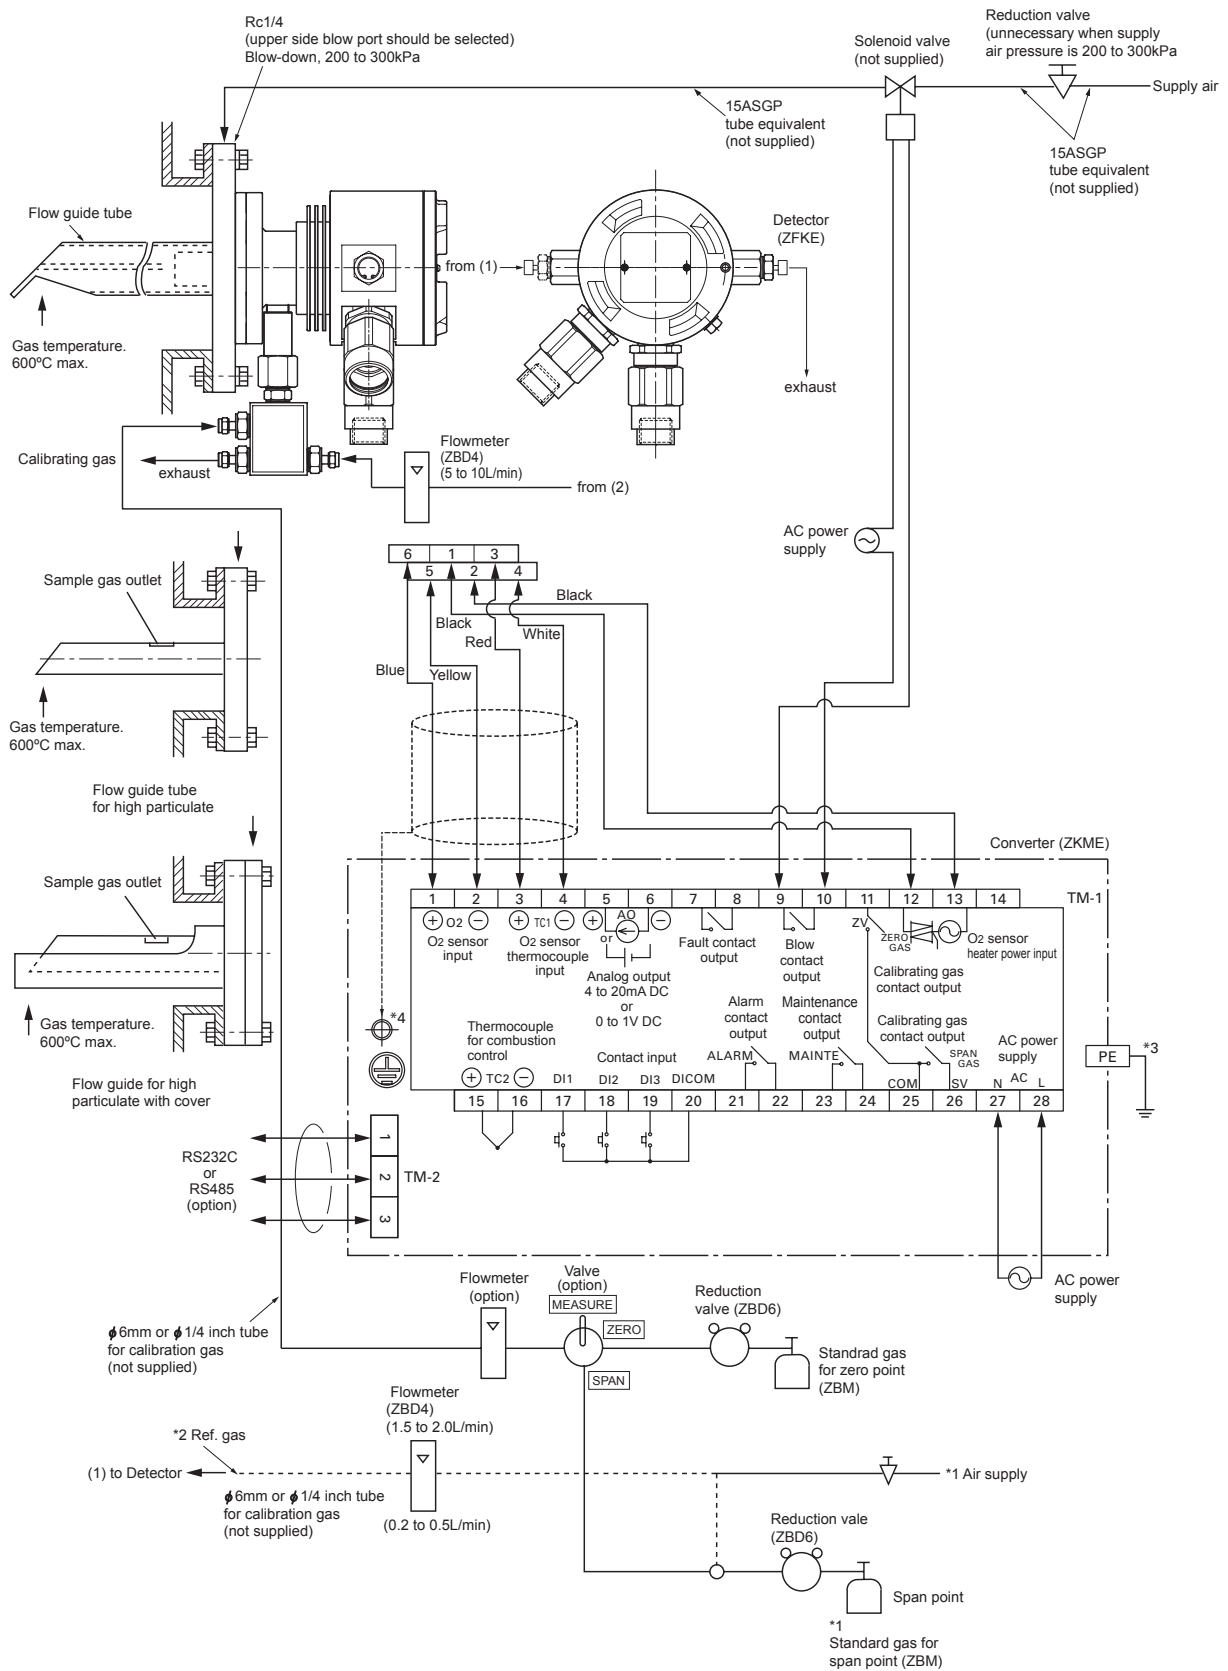 Rc1/4
(upper side blow port should be selected)
Blow-down, 200 to 300kPa
Solenoid valve
(not supplied)
Reduction valve
(unnecessary when supply
air pressure is 200 to 300kPa
Supply air
15ASGP
tube equivalent
(not supplied)
15ASGP
tube equivalent
(not supplied)
Flow guide tube
Detector
(ZFKE)
from (1)
Gas temperature.
600ºC max.
exhaust
Calibrating gas
exhaust
Flowmeter
(ZBD4)
(5 to 10L/min)
from (2)
AC power
supply
6 1 3
5 2 4
Sample gas outlet
Black
Black
White
Red
Blue
Yellow
Gas temperature.
600ºC max.
Flow guide tube
for high particulate
Converter (ZKME)
Sample gas outlet
1 2 3 4 5 6 7 8 9 10 11 12 13 14
TM-1
+ O2 −
O2 sensor
input
+ TC1 −
O2 sensor
thermocouple
input
+ AO −
or
Analog output
4 to 20mA DC
or
0 to 1V DC
Fault contact
output
Blow
contact
output
ZV
ZERO
GAS
Calibrating gas
contact output
O2 sensor
heater power input
*4
Gas temperature.
600ºC max.
Thermocouple
for combustion
control
+ TC2 −
Contact input
DI1 DI2 DI3 DICOM
Alarm
contact
output
ALARM
Maintenance
contact
output
MAINTE
Calibrating gas
contact output
SPAN
GAS
COM SV
AC power
supply
N AC L
PE
*3
Flow guide for high
particulate with cover
15 16 17 18 19 20 21 22 23 24 25 26 27 28
RS232C
or
RS485
(option)
1
2
3
TM-2
AC power
supply
Flowmeter
(option)
Valve
(option)
MEASURE
ZERO
SPAN
Reduction
valve (ZBD6)
Standrad gas
for zero point
(ZBM)
ϕ6mm or ϕ1/4 inch tube
for calibration gas
(not supplied)
Flowmeter
(ZBD4)
(1.5 to 2.0L/min)
*2 Ref. gas
(1) to Detector
*1 Air supply
ϕ6mm or ϕ1/4 inch tube
for calibration gas
(not supplied)
(0.2 to 0.5L/min)
Reduction vale
(ZBD6)
Span point
*1
Standard gas for
span point (ZBM)